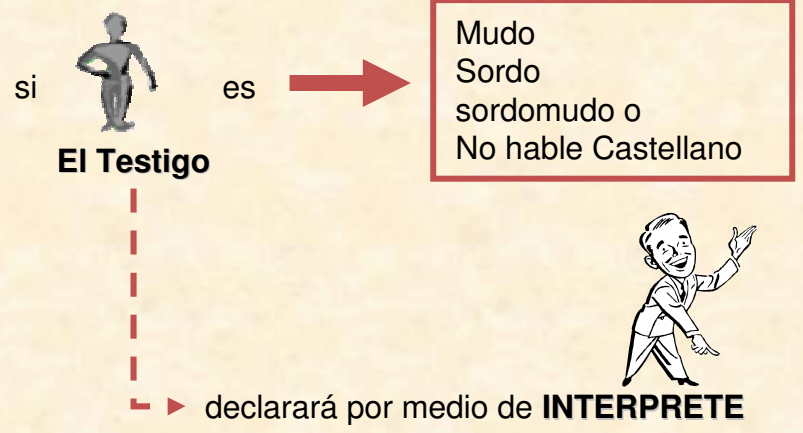 si es
El Testigo
Mudo
Sordo
sordomudo o
No hable Castellano
declarará por medio de INTERPRETE